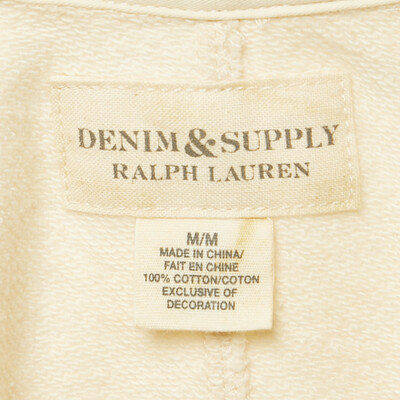 DENIM & SUPPLY
RALPH LAUREN
M/M
MADE IN CHINA/
FAIT EN CHINE
100% COTTON/COTON
EXCLUSIVE OF
DECORATION